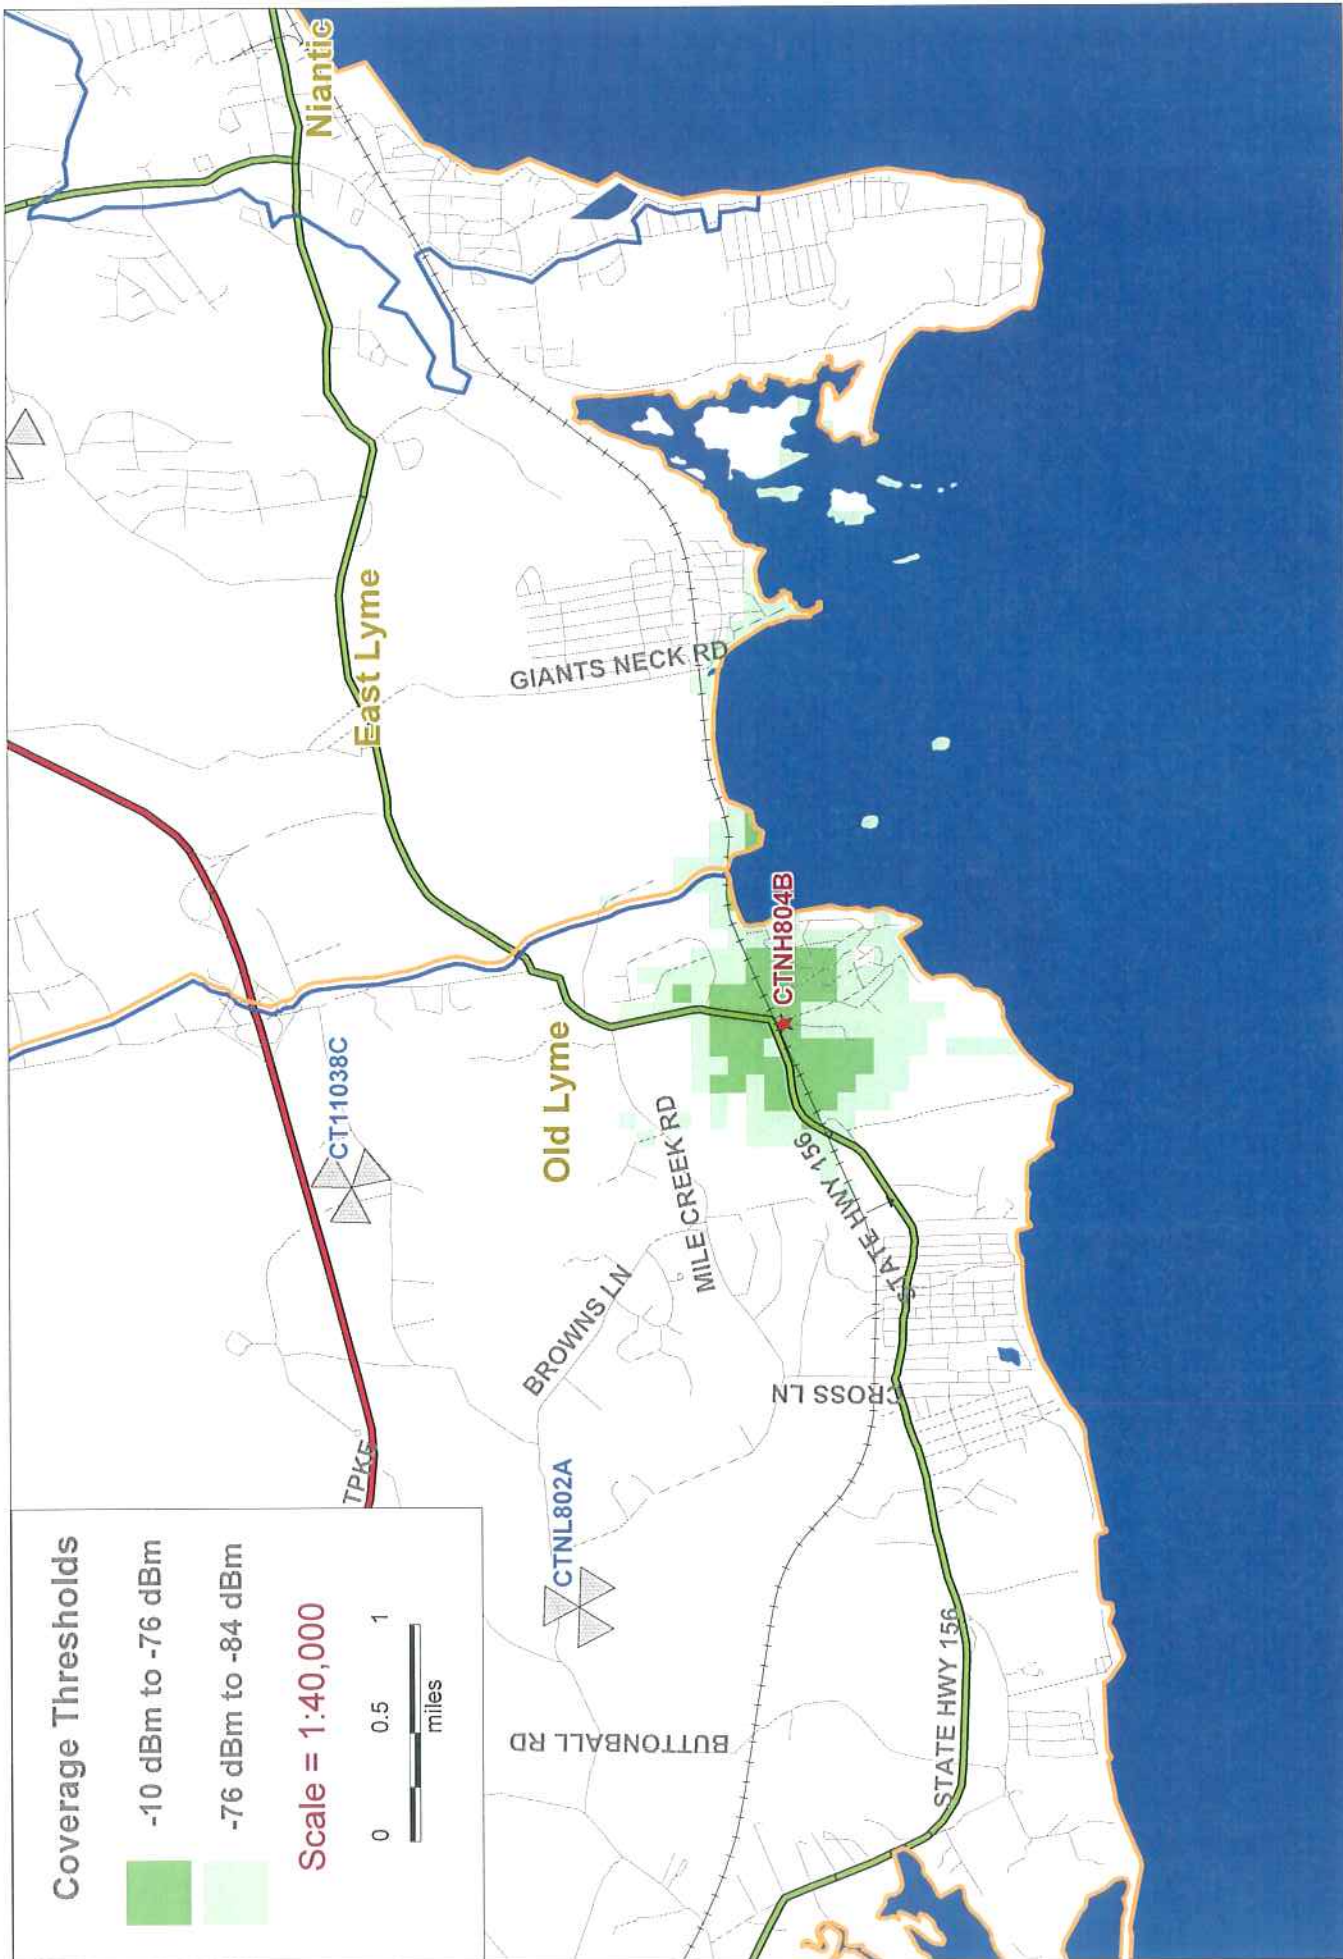 Coverage Thresholds
-10 dBm to -76 dBm
-76 dBm to -84 dBm
Scale = 1:40,000
0 0.5 1
miles
TPKE
CT11038C
East Lyme
Niantic
CTNL802A
BROWNS LN
Old Lyme
GIANTS NECK RD
BUTTONBALL RD
MILE CREEK RD
CROSS LN
CTNH804B
STATE HWY 156
STATE HWY 156